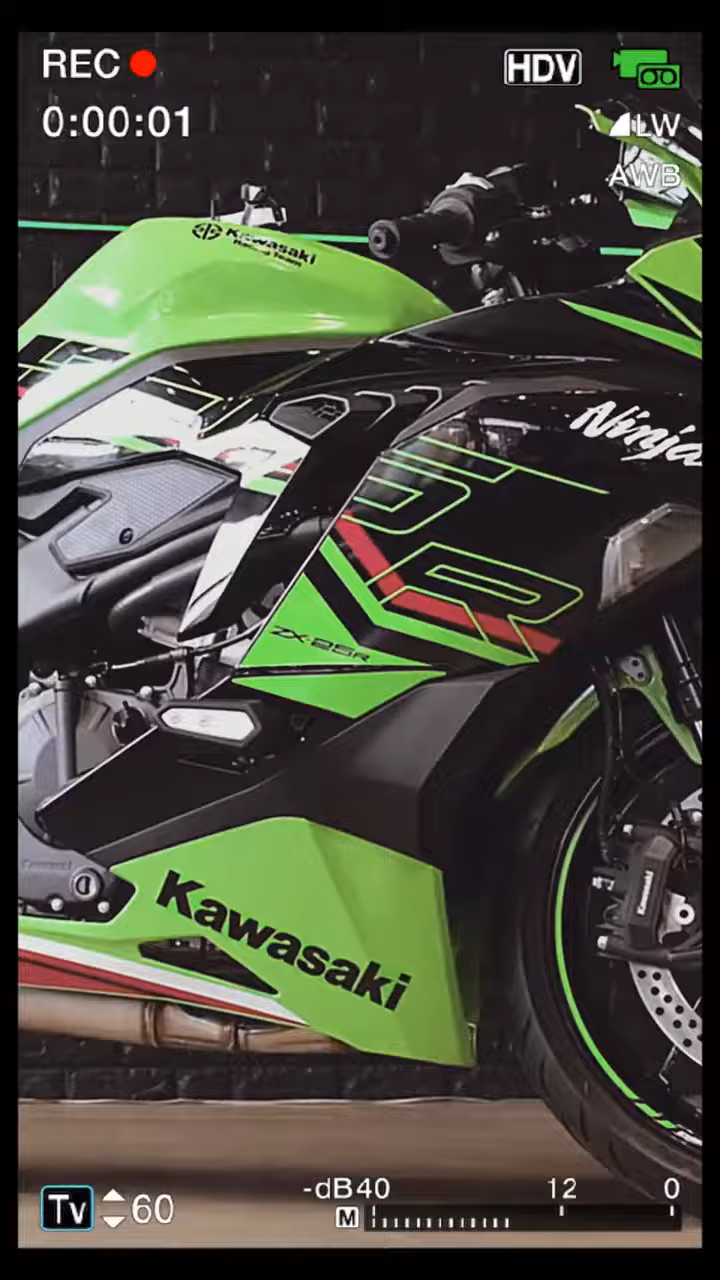 REC
HDV
0:00:01
LW
AWB
Kawasaki
Racing Team
Ninja
R
ZX-25R
Kawasaki
Kawasaki
-dB40 12 0
Tv 60
M